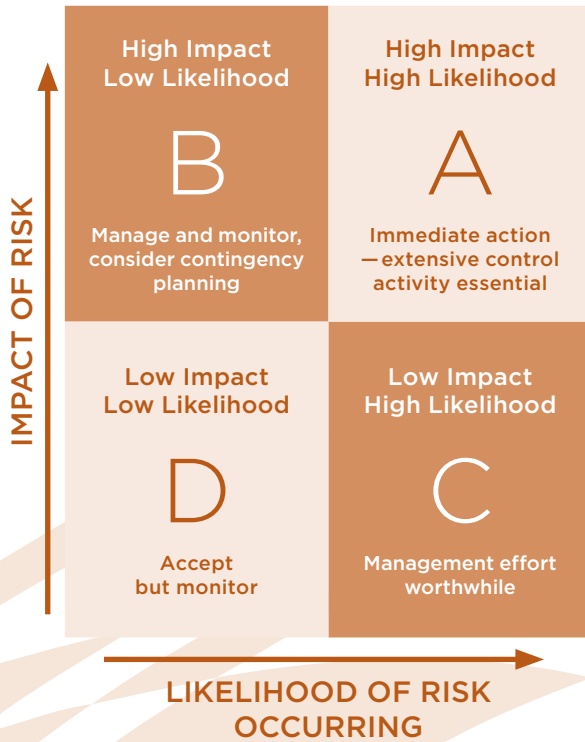 IMPACT OF RISK
High Impact
Low Likelihood
B
Manage and monitor,
consider contingency
planning
High Impact
High Likelihood
A
Immediate action
—extensive control
activity essential
Low Impact
Low Likelihood
D
Accept
but monitor
Low Impact
High Likelihood
C
Management effort
worthwhile
LIKELIHOOD OF RISK
OCCURRING